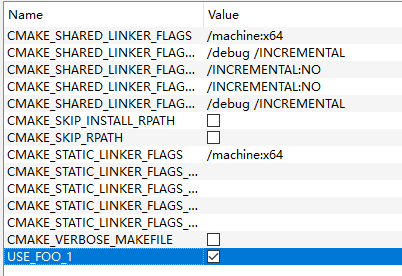 Name Value
CMAKE_SHARED_LINKER_FLAGS /machine:x64
CMAKE_SHARED_LINKER_FLAG... /debug /INCREMENTAL
CMAKE_SHARED_LINKER_FLAG... /INCREMENTAL:NO
CMAKE_SHARED_LINKER_FLAG... /INCREMENTAL:NO
CMAKE_SHARED_LINKER_FLAG... /debug /INCREMENTAL
CMAKE_SKIP_INSTALL_RPATH
CMAKE_SKIP_RPATH
CMAKE_STATIC_LINKER_FLAGS /machine:x64
CMAKE_STATIC_LINKER_FLAGS_...
CMAKE_STATIC_LINKER_FLAGS_...
CMAKE_STATIC_LINKER_FLAGS_...
CMAKE_STATIC_LINKER_FLAGS_...
CMAKE_VERBOSE_MAKEFILE
USE_FOO_1